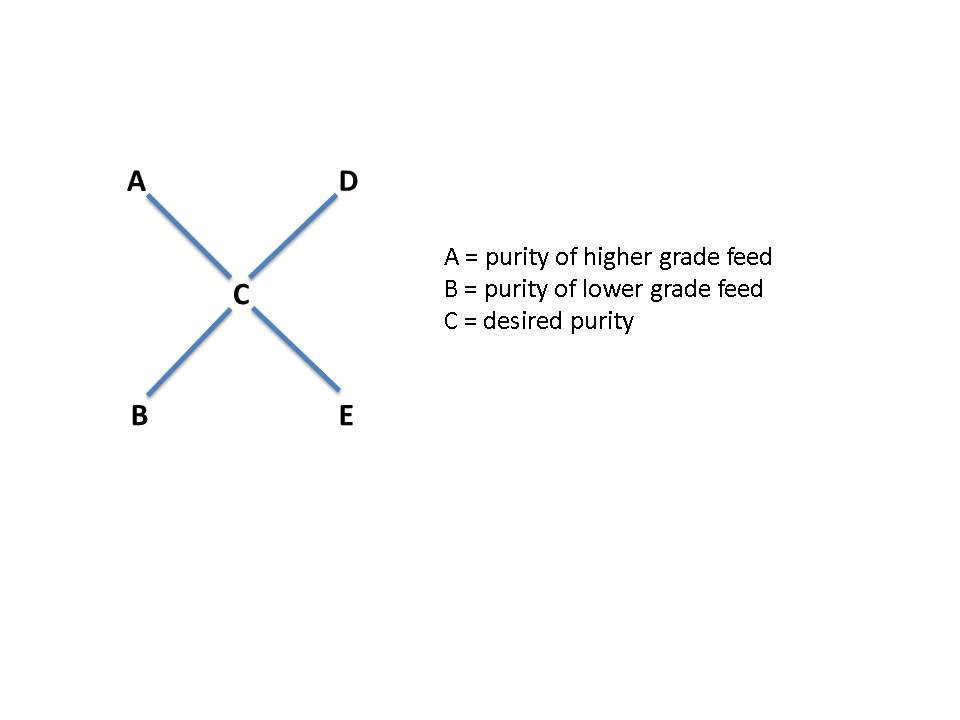 A D
A = purity of higher grade feed
B = purity of lower grade feed
C
C = desired purity
B E